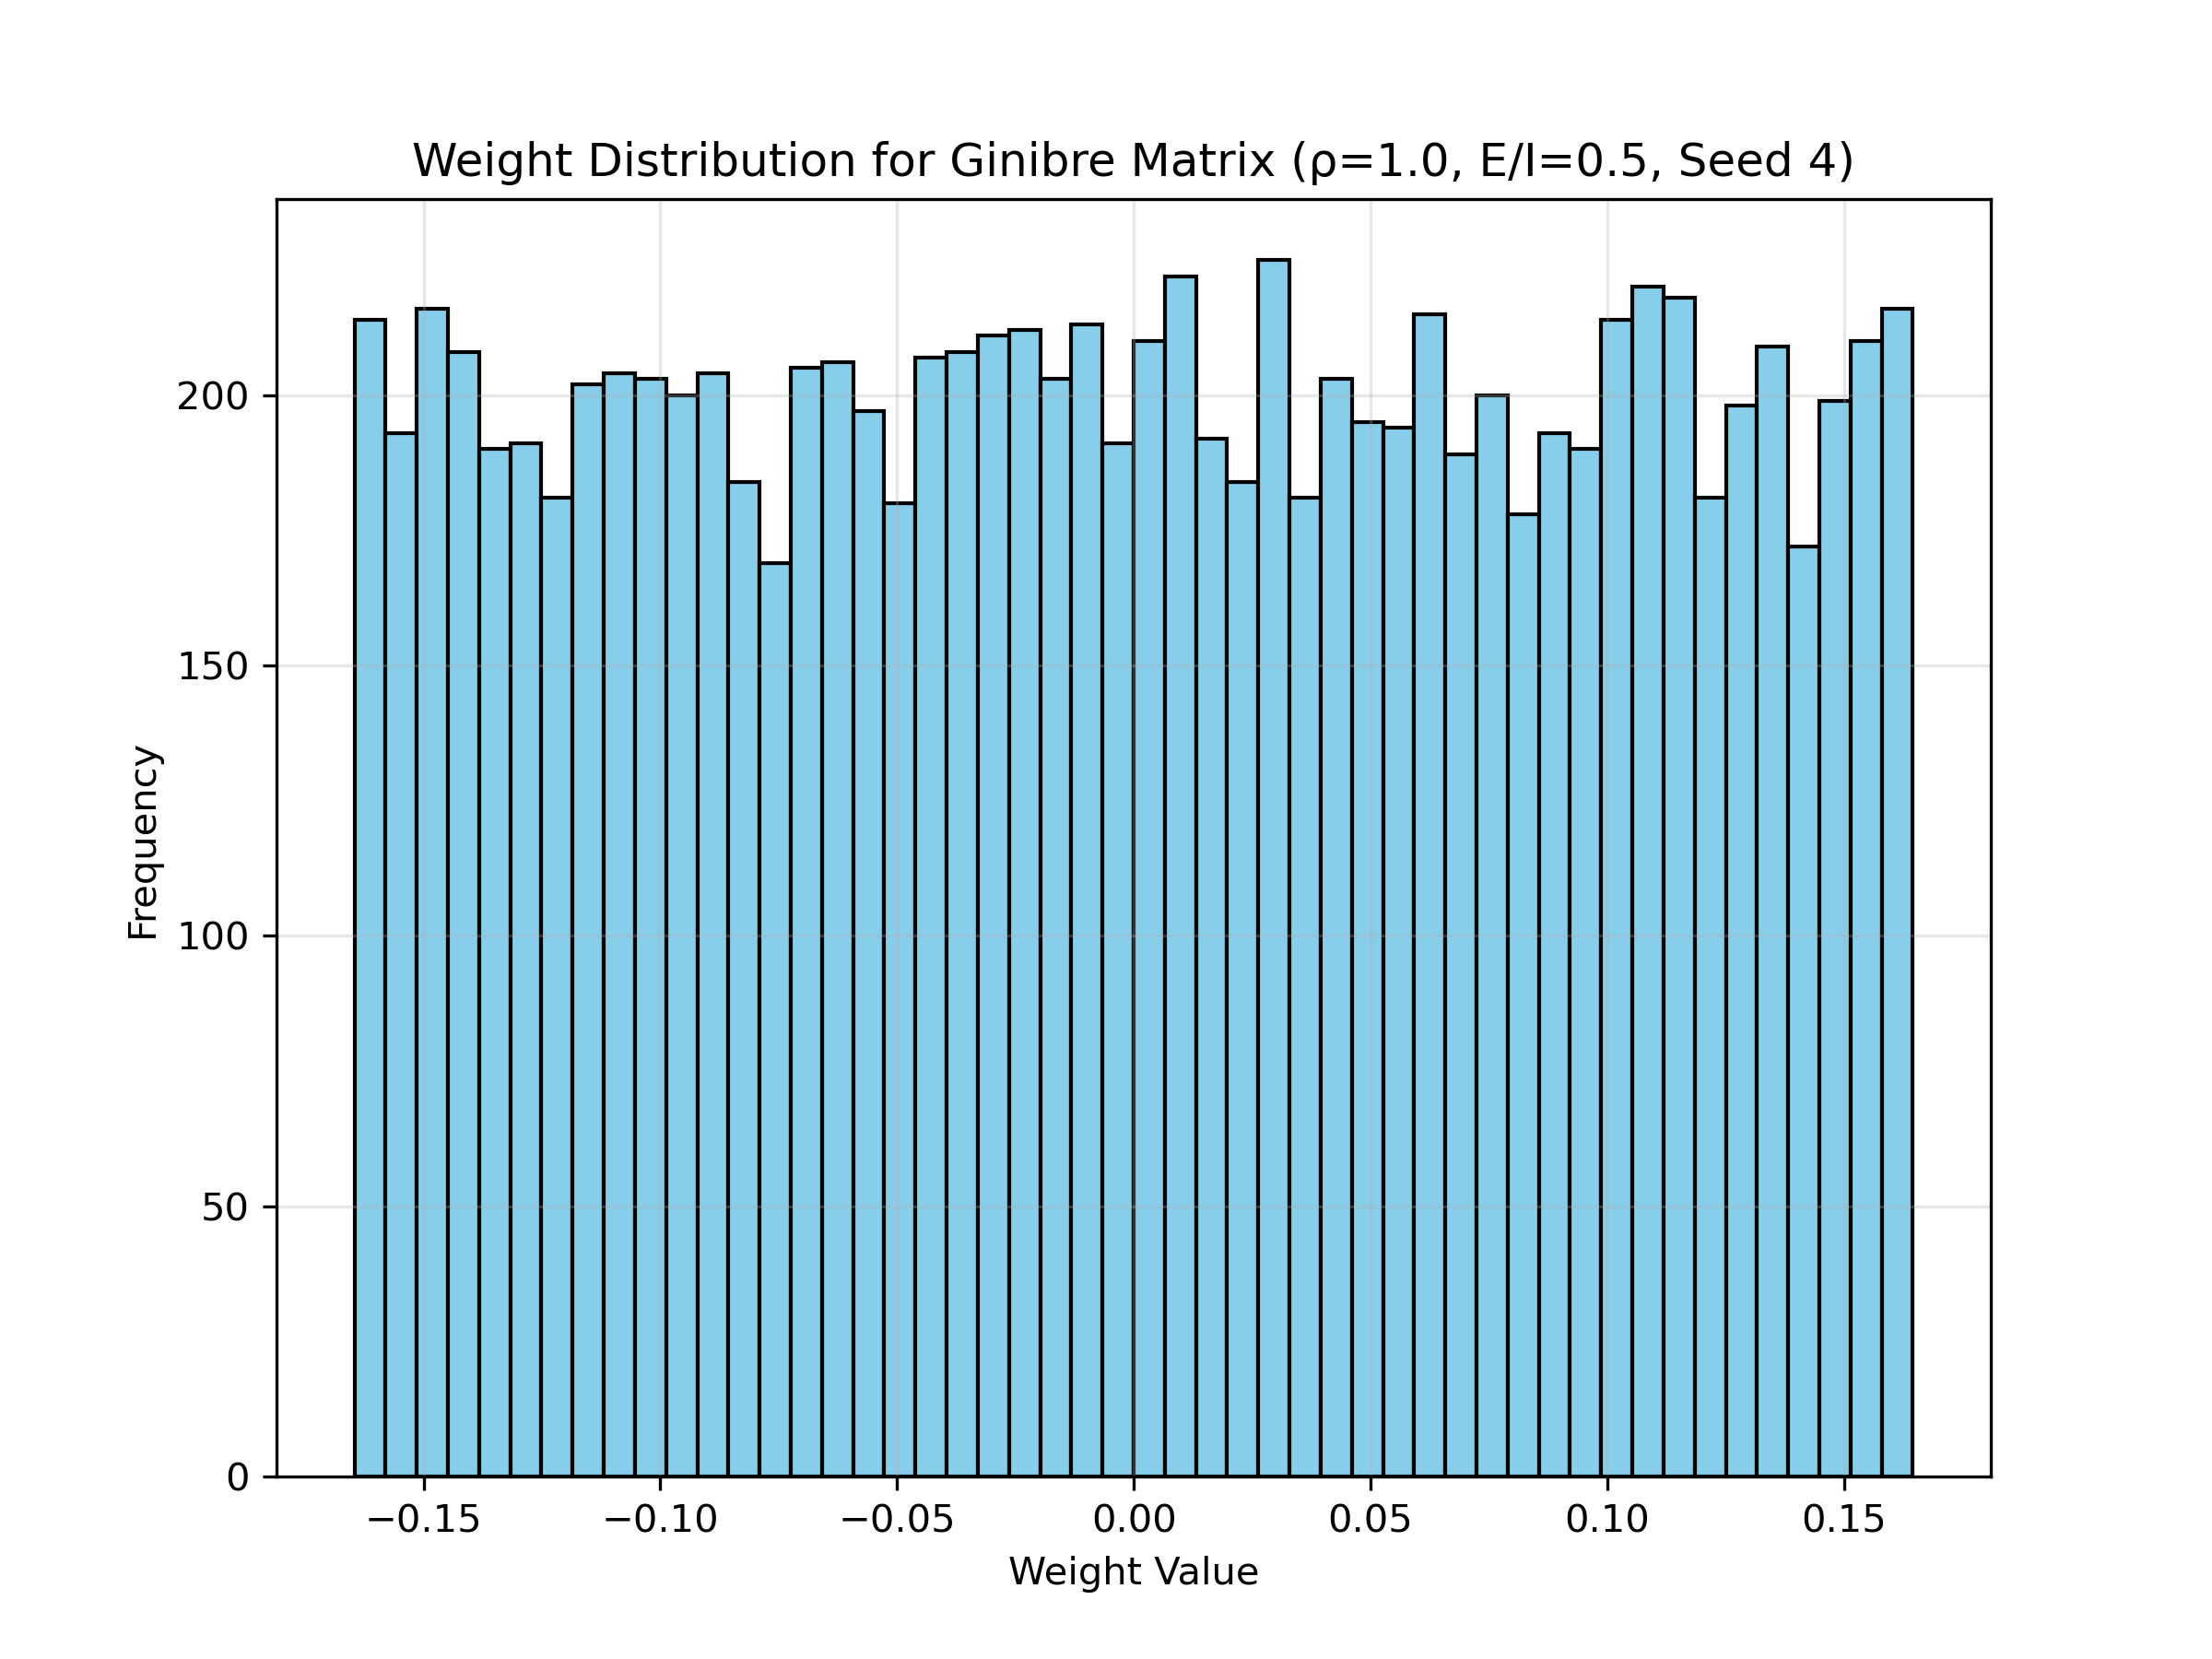 Weight Distribution for Ginibre Matrix (ρ=1.0, E/I=0.5, Seed 4)
Frequency
200
150
100
50
0
−0.15 −0.10 −0.05 0.00 0.05 0.10 0.15
Weight Value